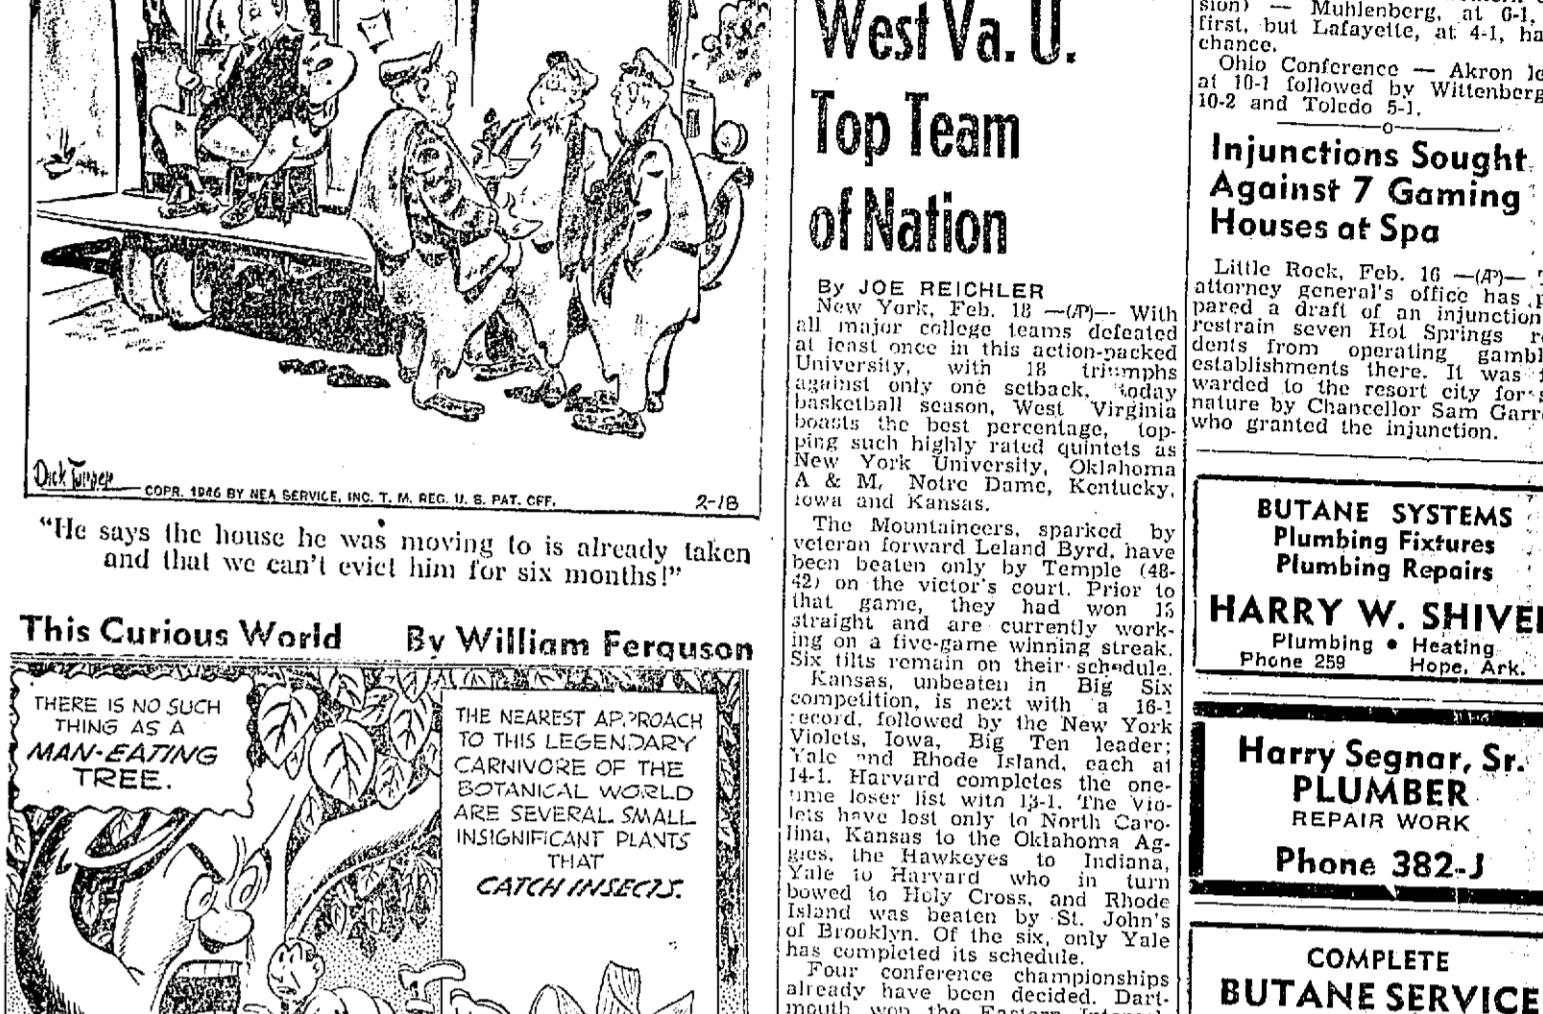 Dick Turner
COPR. 1946 BY NEA SERVICE, INC. T. M. REG. U. S. PAT. OFF.
2-18
"He says the house he was moving to is already taken
and that we can't evict him for six months!"
This Curious World By William Ferguson
THERE IS NO SUCH
THING AS A
MAN-EATING
TREE.
THE NEAREST APPROACH
TO THIS LEGENDARY
CARNIVORE OF THE
BOTANICAL WORLD
ARE SEVERAL SMALL
INSIGNIFICANT PLANTS
THAT
CATCH INSECTS.
West Va. U.
Top Team
of Nation
By JOE REICHLER
New York, Feb. 18 —(AP)— With
all major college teams defeated
at least once in this action-packed
University, with 18 triumphs
against only one setback, today
basketball season, West Virginia
boasts the best percentage, top-
ping such highly rated quintets as
New York University, Oklahoma
A & M, Notre Dame, Kentucky,
Iowa and Kansas.
The Mountaineers, sparked by
veteran forward Leland Byrd, have
been beaten only by Temple (48-
42) on the victor's court. Prior to
that game, they had won 13
straight and are currently work-
ing on a five-game winning streak.
Six tilts remain on their schedule.
Kansas, unbeaten in Big Six
competition, is next with a 16-1
record, followed by the New York
Violets, Iowa, Big Ten leader;
Yale and Rhode Island, each at
14-1. Harvard completes the one-
time loser list with 13-1. The Vio-
lets have lost only to North Caro-
lina, Kansas to the Oklahoma Ag-
gies, the Hawkeyes to Indiana,
Yale to Harvard who in turn
bowed to Holy Cross, and Rhode
Island was beaten by St. John's
of Brooklyn. Of the six, only Yale
has completed its schedule.
Four conference championships
already have been decided. Dart-
mouth won the Eastern
sion) — Muhlenberg, at 6-1,
first, but Lafayette, at 4-1, ha
chance.
Ohio Conference — Akron le
at 10-1 followed by Wittenberg
10-2 and Toledo 5-1.
Injunctions Sought
Against 7 Gaming
Houses at Spa
Little Rock, Feb. 16 —(AP)—
attorney general's office has p
pared a draft of an injunction
restrain seven Hot Springs r
dents from operating gambl
establishments there. It was f
warded to the resort city for s
nature by Chancellor Sam Garr
who granted the injunction.
BUTANE SYSTEMS
Plumbing Fixtures
Plumbing Repairs
HARRY W. SHIVE
Plumbing • Heating
Phone 259 Hope, Ark.
Harry Segnar, Sr.
PLUMBER
REPAIR WORK
Phone 382-J
COMPLETE
BUTANE SERVICE